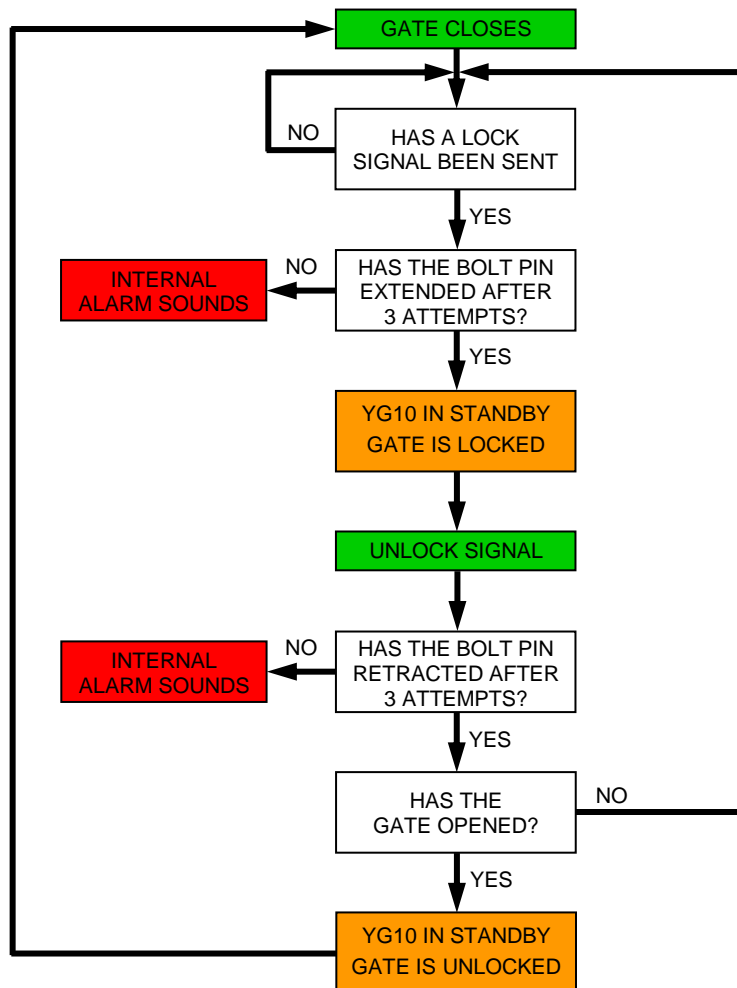 GATE CLOSES
NO
HAS A LOCK
SIGNAL BEEN SENT
YES
INTERNAL
ALARM SOUNDS
NO
HAS THE BOLT PIN
EXTENDED AFTER
3 ATTEMPTS?
YES
YG10 IN STANDBY
GATE IS LOCKED
UNLOCK SIGNAL
INTERNAL
ALARM SOUNDS
NO
HAS THE BOLT PIN
RETRACTED AFTER
3 ATTEMPTS?
YES
HAS THE
GATE OPENED?
NO
YES
YG10 IN STANDBY
GATE IS UNLOCKED